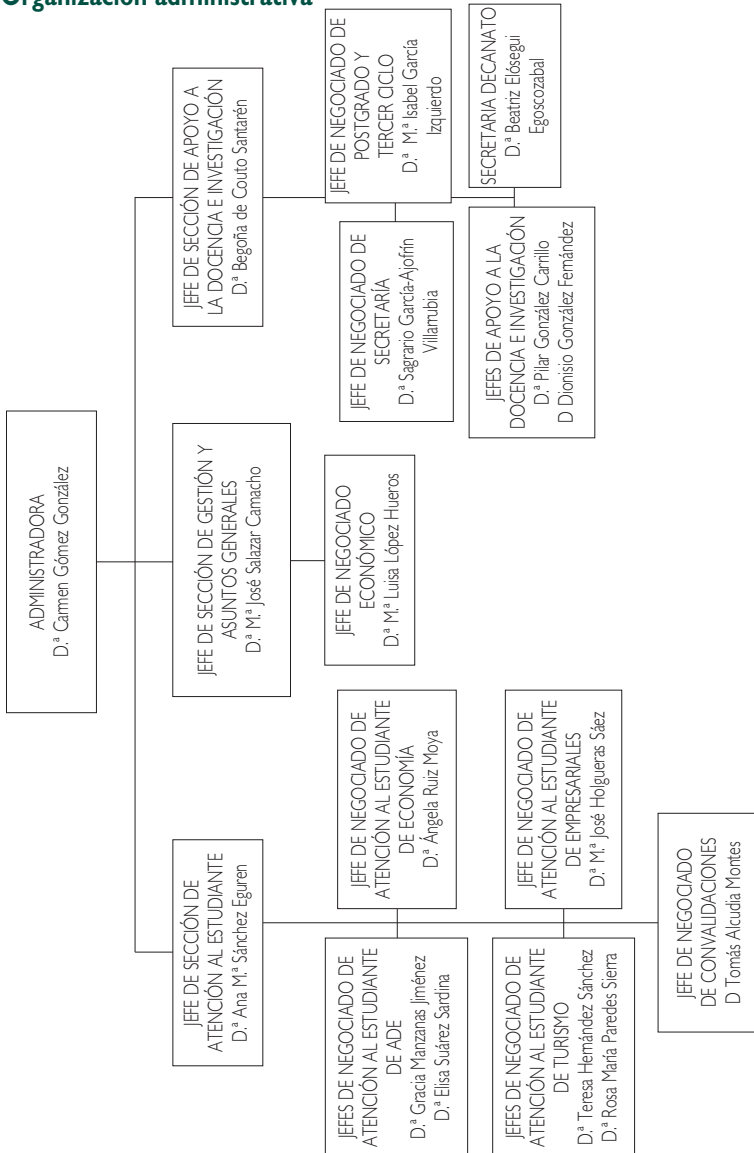 Organización administrativa
ADMINISTRADORA
D.ª Carmen Gómez González
JEFE DE SECCIÓN DE
ATENCIÓN AL ESTUDIANTE
D.ª Ana M.ª Sánchez Eguren
JEFE DE SECCIÓN DE GESTIÓN Y
ASUNTOS GENERALES
D.ª M.ª José Salazar Camacho
JEFE DE SECCIÓN DE APOYO A
LA DOCENCIA E INVESTIGACIÓN
D.ª Begoña de Couto Santarén
JEFES DE NEGOCIADO DE
ATENCIÓN AL ESTUDIANTE
DE ADE
D.ª Gracia Manzanas Jiménez
D.ª Elisa Suárez Sardina
JEFE DE NEGOCIADO DE
ATENCIÓN AL ESTUDIANTE
DE ECONOMÍA
D.ª Ángela Ruiz Moya
JEFE DE NEGOCIADO
ECONÓMICO
D.ª M.ª Luisa López Hueros
JEFE DE NEGOCIADO DE
SECRETARÍA
D.ª Sagrario García-Ajofrín
Villarrubia
JEFE DE NEGOCIADO DE
POSTGRADO Y
TERCER CICLO
D.ª M.ª Isabel García
Izquierdo
JEFES DE NEGOCIADO DE
ATENCIÓN AL ESTUDIANTE
DE TURISMO
D.ª Teresa Hernández Sánchez
D.ª Rosa María Paredes Sierra
JEFE DE NEGOCIADO DE
ATENCIÓN AL ESTUDIANTE
DE EMPRESARIALES
D.ª M.ª José Holgueras Sáez
JEFES DE APOYO A LA
DOCENCIA E INVESTIGACIÓN
D.ª Pilar González Carrillo
D Dionisio González Fernández
SECRETARIA DECANATO
D.ª Beatriz Elósegui
Egoscozabal
JEFE DE NEGOCIADO
DE CONVALIDACIONES
D Tomás Alcudia Montes